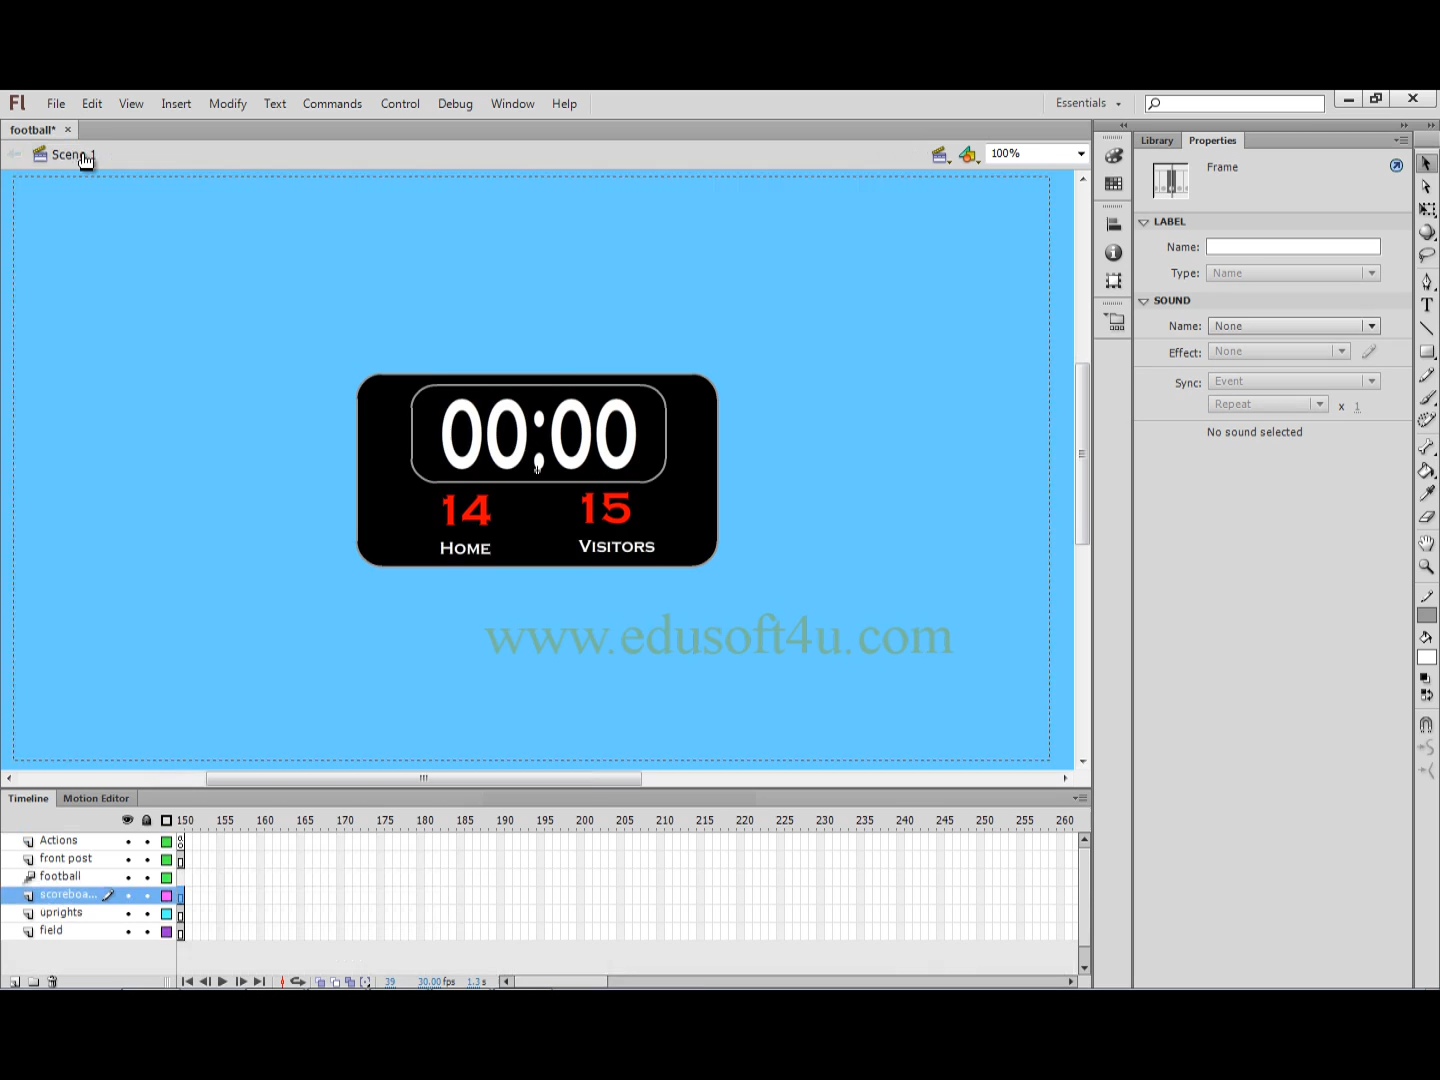 Fl File Edit View Insert Modify Text Commands Control Debug Window Help Essentials
football* ×
Scene 1 100%
Library Properties
Frame
LABEL
Name:
Type: Name
SOUND
Name: None
Effect: None
Sync: Event
Repeat x 1
No sound selected
00:00
14 15
HOME VISITORS
www.edusoft4u.com
Timeline Motion Editor
150 155 160 165 170 175 180 185 190 195 200 205 210 215 220 225 230 235 240 245 250 255 260
Actions
front post
football
scoreboa...
uprights
field
39 30.00 fps 1.3 s